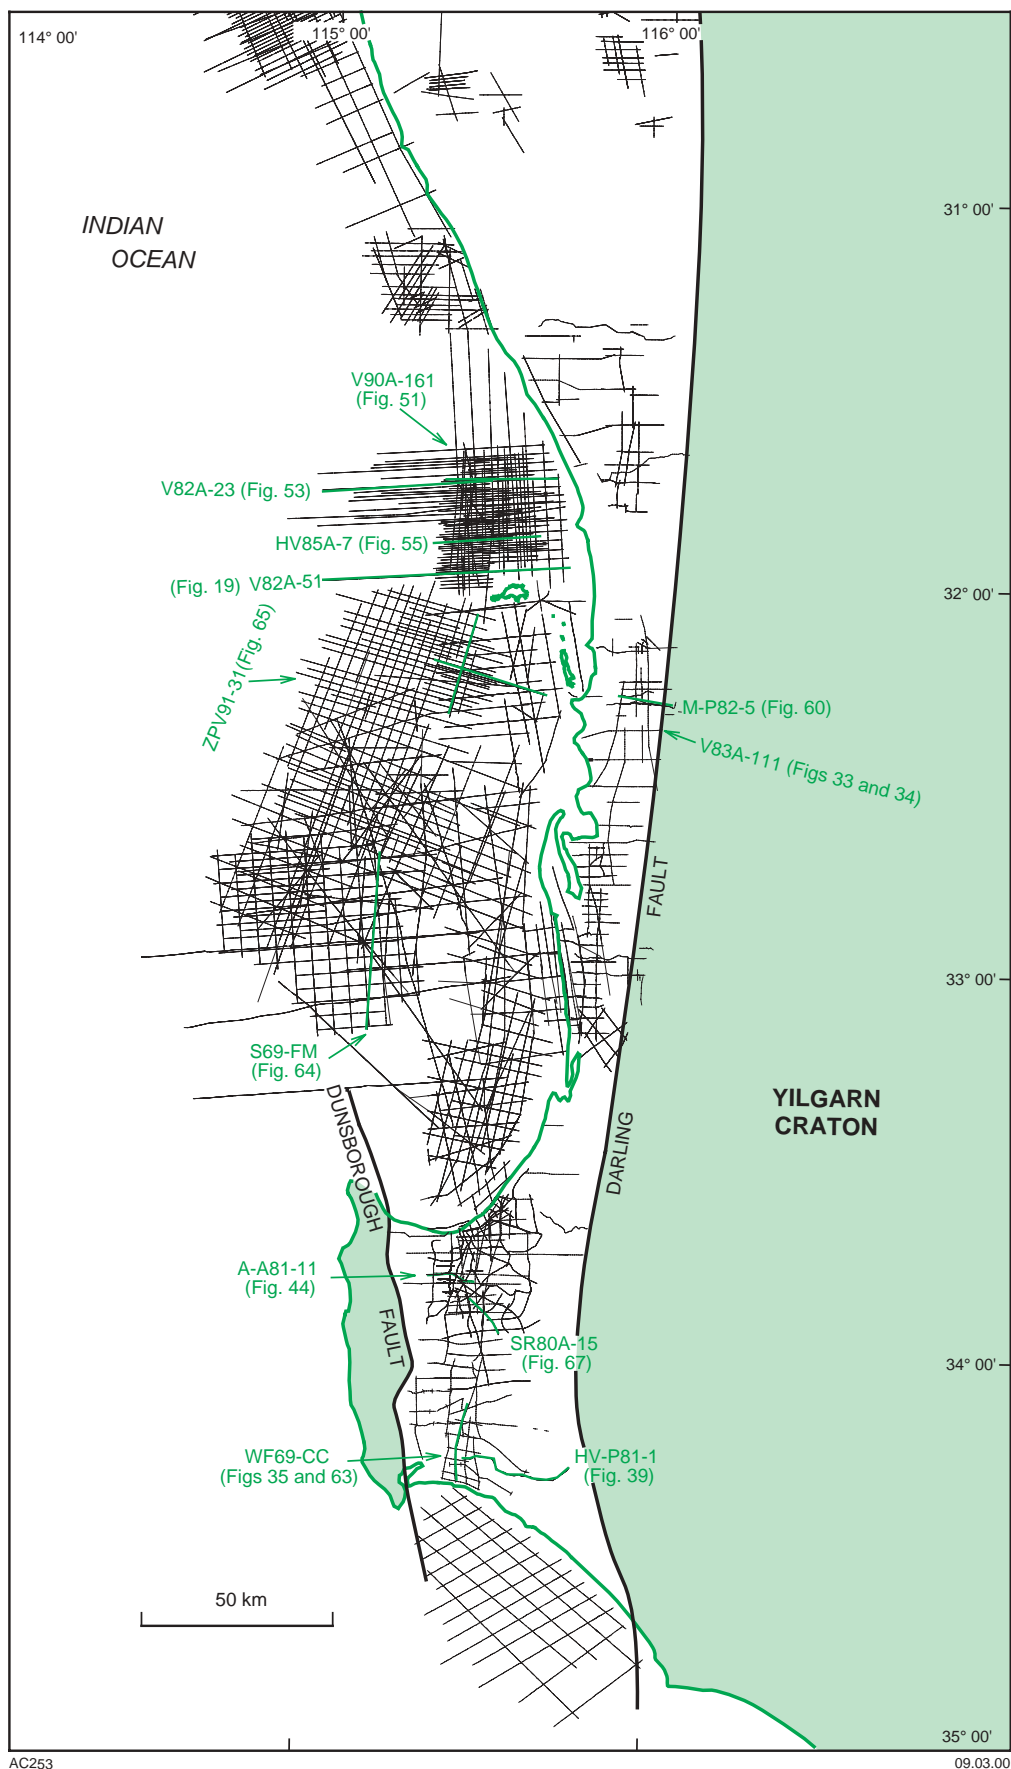 114° 00'
115° 00'
116° 00'
31° 00'
INDIAN
OCEAN
V90A-161
(Fig. 51)
V82A-23 (Fig. 53)
HV85A-7 (Fig. 55)
(Fig. 19) V82A-51
32° 00'
ZPV91-31(Fig. 65)
M-P82-5 (Fig. 60)
V83A-111 (Figs 33 and 34)
FAULT
33° 00'
S69-FM
(Fig. 64)
DUNSBOROUGH
YILGARN
CRATON
DARLING
A-A81-11
(Fig. 44)
FAULT
SR80A-15
(Fig. 67)
34° 00'
WF69-CC
(Figs 35 and 63)
HV-P81-1
(Fig. 39)
50 km
35° 00'
AC253
09.03.00